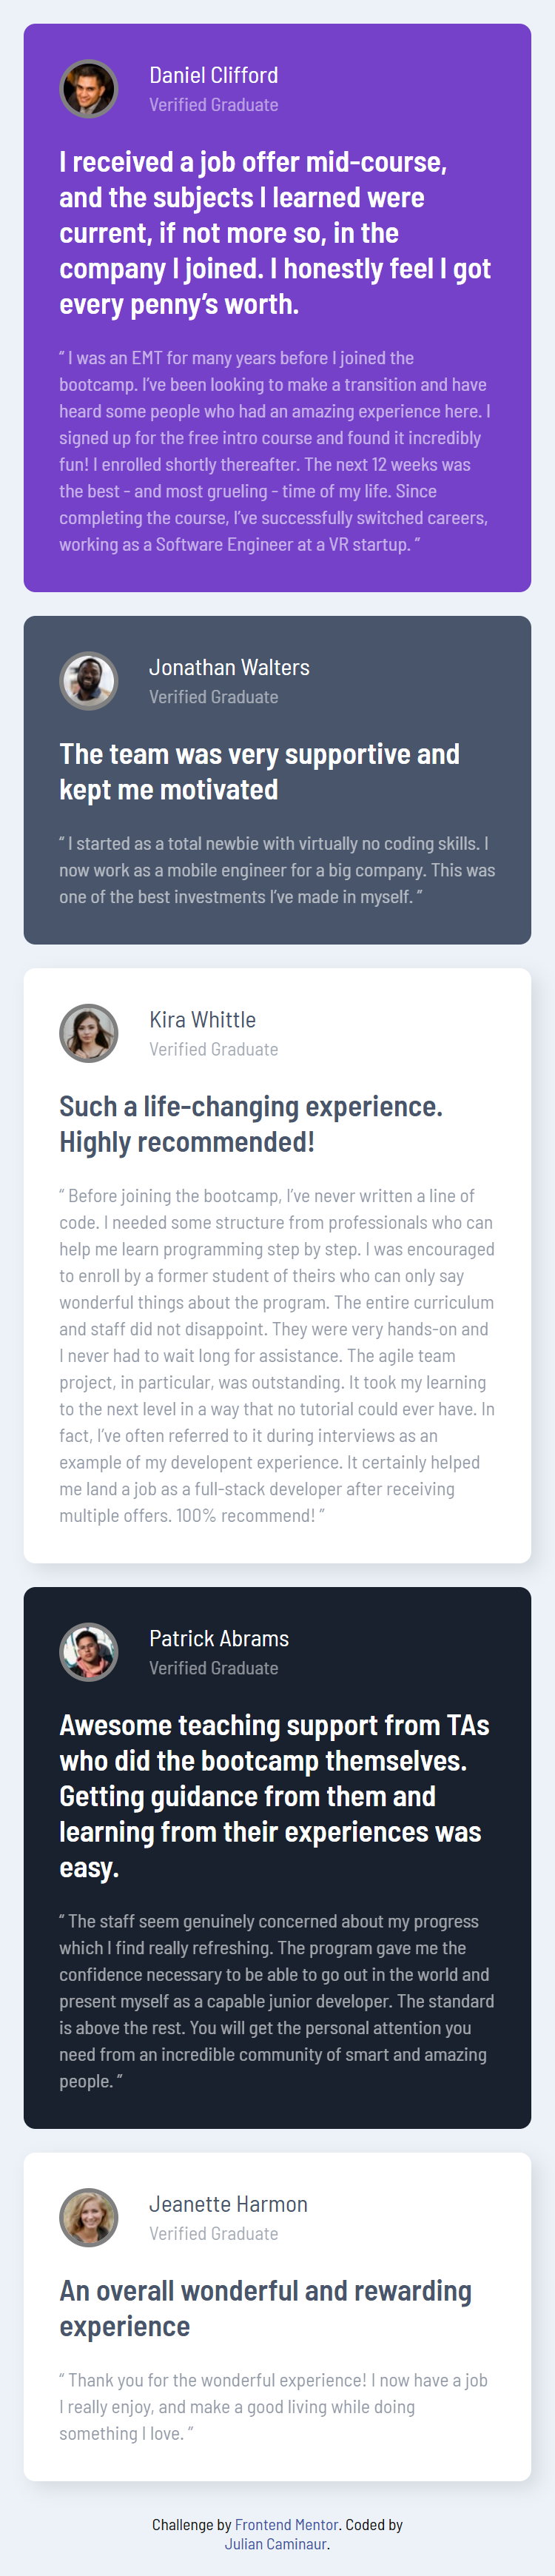 Daniel Clifford
Verified Graduate
I received a job offer mid-course,
and the subjects I learned were
current, if not more so, in the
company I joined. I honestly feel I got
every penny’s worth.
“ I was an EMT for many years before I joined the
bootcamp. I’ve been looking to make a transition and have
heard some people who had an amazing experience here. I
signed up for the free intro course and found it incredibly
fun! I enrolled shortly thereafter. The next 12 weeks was
the best - and most grueling - time of my life. Since
completing the course, I’ve successfully switched careers,
working as a Software Engineer at a VR startup. ”
Jonathan Walters
Verified Graduate
The team was very supportive and
kept me motivated
“ I started as a total newbie with virtually no coding skills. I
now work as a mobile engineer for a big company. This was
one of the best investments I’ve made in myself. ”
Kira Whittle
Verified Graduate
Such a life-changing experience.
Highly recommended!
“ Before joining the bootcamp, I’ve never written a line of
code. I needed some structure from professionals who can
help me learn programming step by step. I was encouraged
to enroll by a former student of theirs who can only say
wonderful things about the program. The entire curriculum
and staff did not disappoint. They were very hands-on and
I never had to wait long for assistance. The agile team
project, in particular, was outstanding. It took my learning
to the next level in a way that no tutorial could ever have. In
fact, I’ve often referred to it during interviews as an
example of my developent experience. It certainly helped
me land a job as a full-stack developer after receiving
multiple offers. 100% recommend! ”
Patrick Abrams
Verified Graduate
Awesome teaching support from TAs
who did the bootcamp themselves.
Getting guidance from them and
learning from their experiences was
easy.
“ The staff seem genuinely concerned about my progress
which I find really refreshing. The program gave me the
confidence necessary to be able to go out in the world and
present myself as a capable junior developer. The standard
is above the rest. You will get the personal attention you
need from an incredible community of smart and amazing
people. ”
Jeanette Harmon
Verified Graduate
An overall wonderful and rewarding
experience
“ Thank you for the wonderful experience! I now have a job
I really enjoy, and make a good living while doing
something I love. ”
Challenge by Frontend Mentor. Coded by
Julian Caminaur.